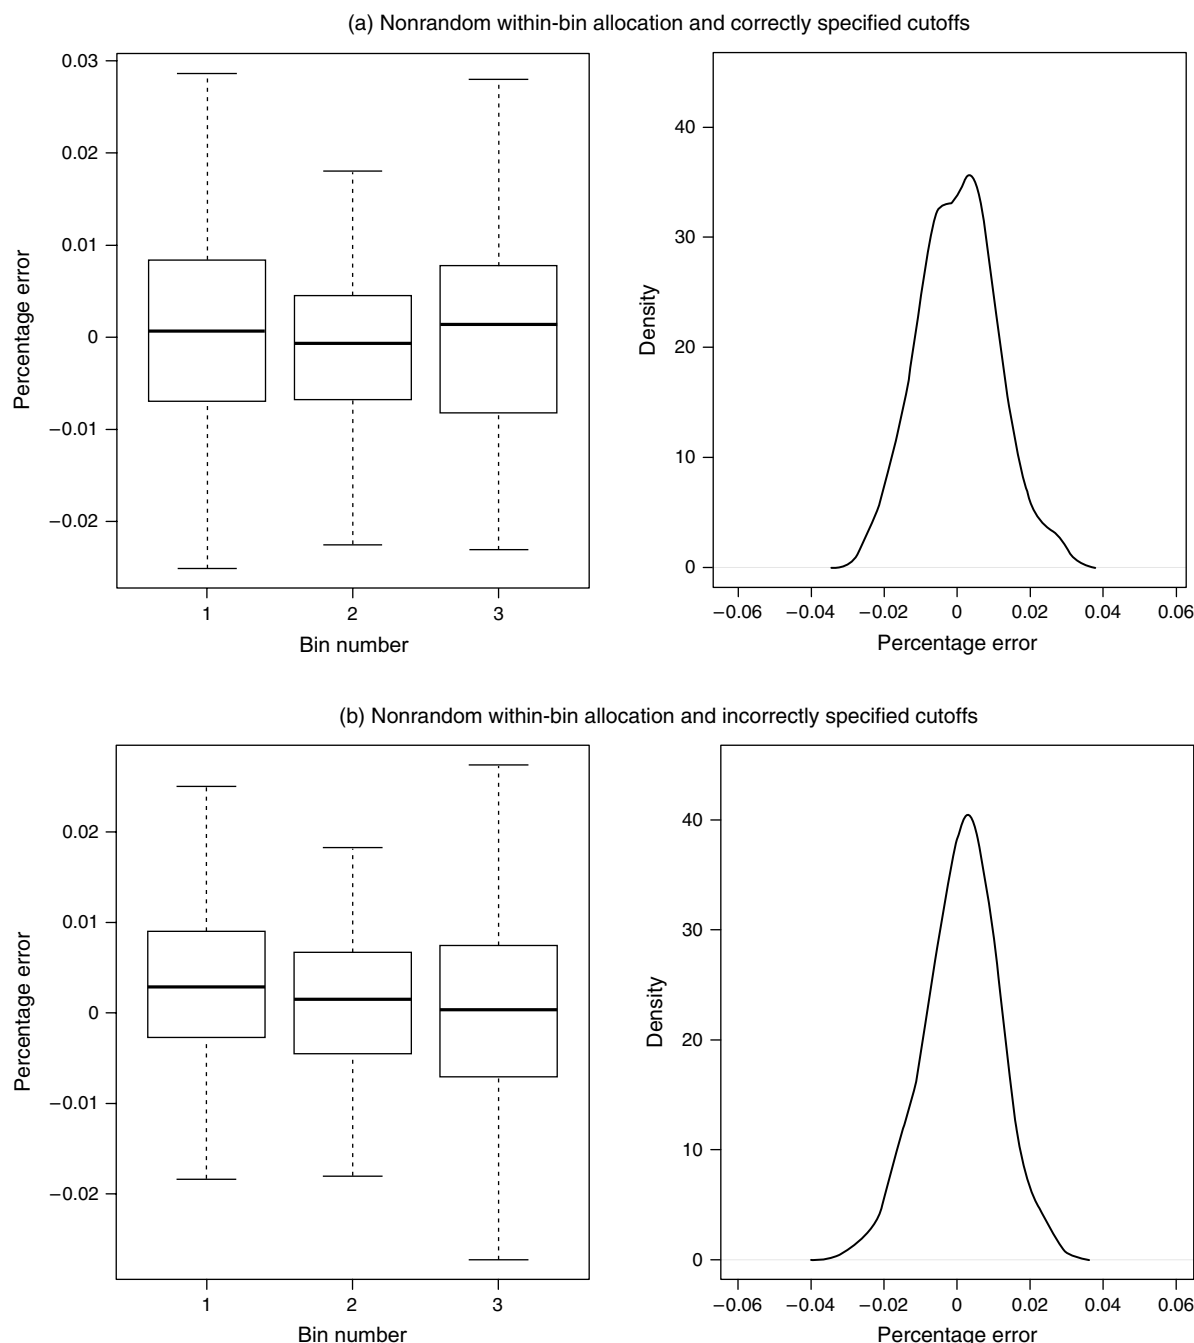 (a) Nonrandom within-bin allocation and correctly specified cutoffs
Percentage error
0.03
0.02
0.01
0
−0.01
−0.02
1 2 3
Bin number
Density
40
30
20
10
0
−0.06 −0.04 −0.02 0 0.02 0.04 0.06
Percentage error
(b) Nonrandom within-bin allocation and incorrectly specified cutoffs
Percentage error
0.02
0.01
0
−0.01
−0.02
1 2 3
Bin number
Density
40
30
20
10
0
−0.06 −0.04 −0.02 0 0.02 0.04 0.06
Percentage error